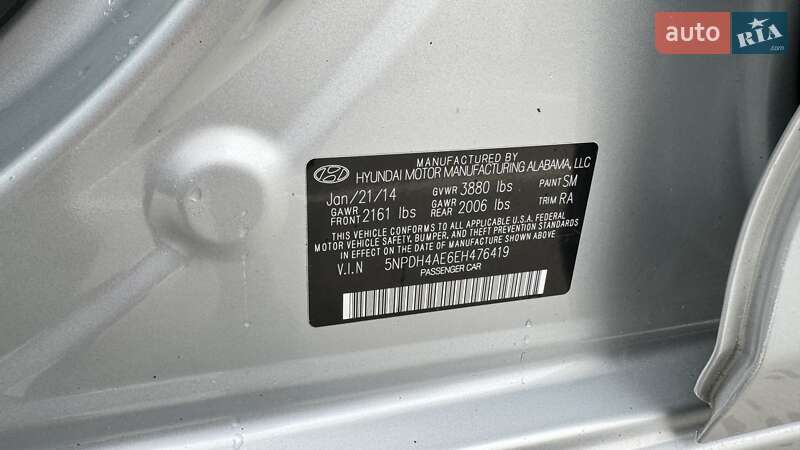 auto RIA
.com
MANUFACTURED BY
HYUNDAI MOTOR MANUFACTURING ALABAMA, LLC
Jan/21/14 GVWR 3880 lbs PAINT SM
GAWR FRONT 2161 lbs GAWR REAR 2006 lbs TRIM RA
THIS VEHICLE CONFORMS TO ALL APPLICABLE U.S.A. FEDERAL
MOTOR VEHICLE SAFETY, BUMPER, AND THEFT PREVENTION STANDARDS
IN EFFECT ON THE DATE OF MANUFACTURE SHOWN ABOVE.
V.I.N 5NPDH4AE6EH476419
PASSENGER CAR